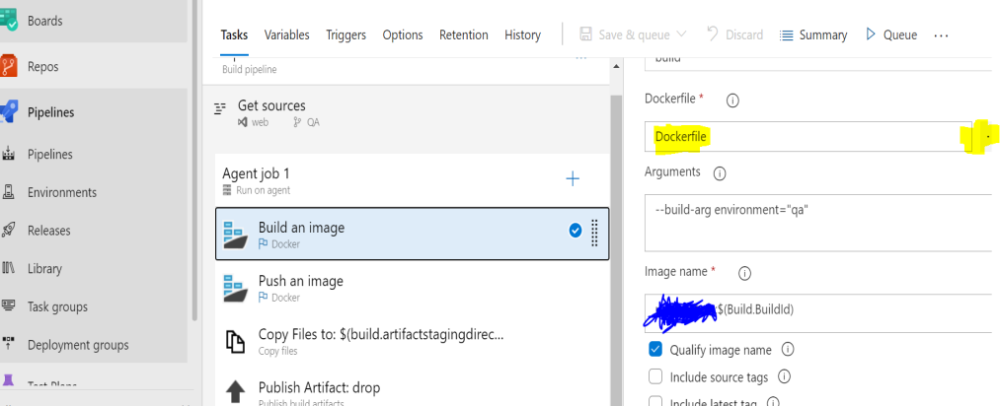 Boards
Repos
Pipelines
Pipelines
Environments
Releases
Library
Task groups
Deployment groups
Test Plans
Tasks Variables Triggers Options Retention History Save & queue Discard Summary Queue ...
Build pipeline
Get sources
web QA
Agent job 1
Run on agent
Build an image
Docker
Push an image
Docker
Copy Files to: $(build.artifactstagingdirec...
Copy files
Publish Artifact: drop
Publish build artifacts
build
Dockerfile *
Dockerfile
Arguments
--build-arg environment="qa"
Image name *
:$(Build.BuildId)
Qualify image name
Include source tags
Include latest tag